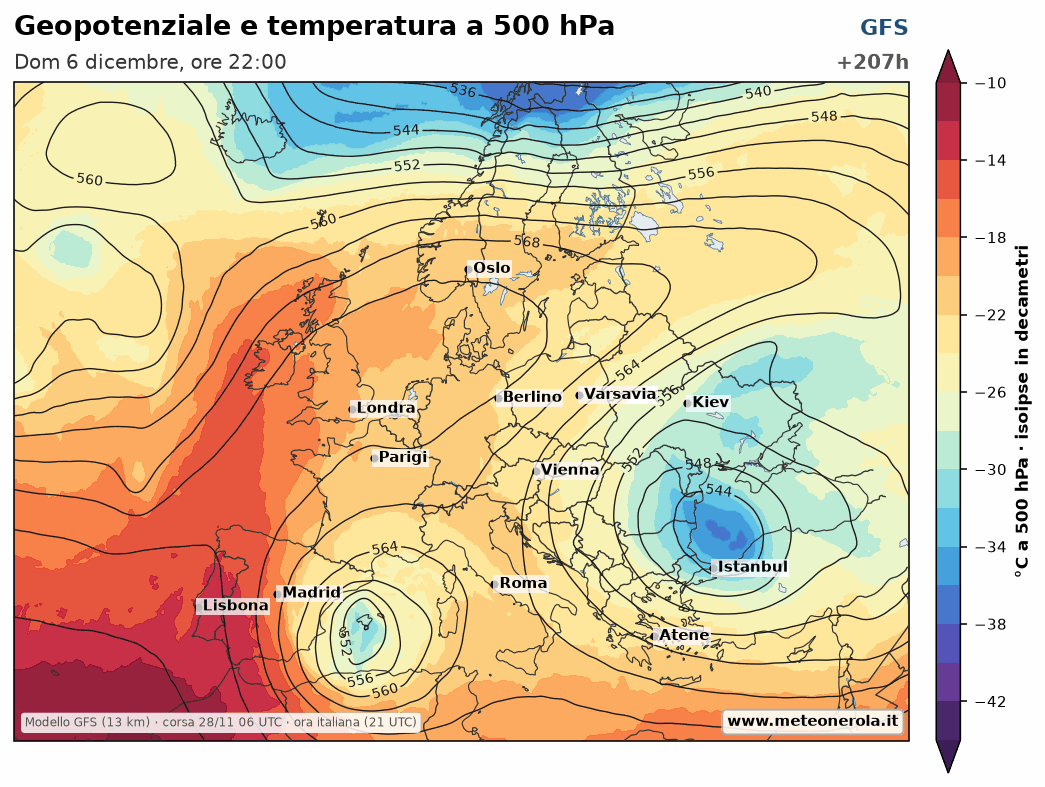 Geopotenziale e temperatura a 500 hPa
GFS
Dom 6 dicembre, ore 22:00
+207h
536
540
544
548
552
556
560
560
568
Oslo
564
556
Berlino
Varsavia
Kiev
Londra
Parigi
Vienna
552
548
544
564
Istanbul
Roma
Madrid
Lisbona
Atene
552
556
560
Modello GFS (13 km) · corsa 28/11 06 UTC · ora italiana (21 UTC)
www.meteonerola.it
−10
−14
−18
−22
−26
−30
−34
−38
−42
°C a 500 hPa · isoipse in decametri